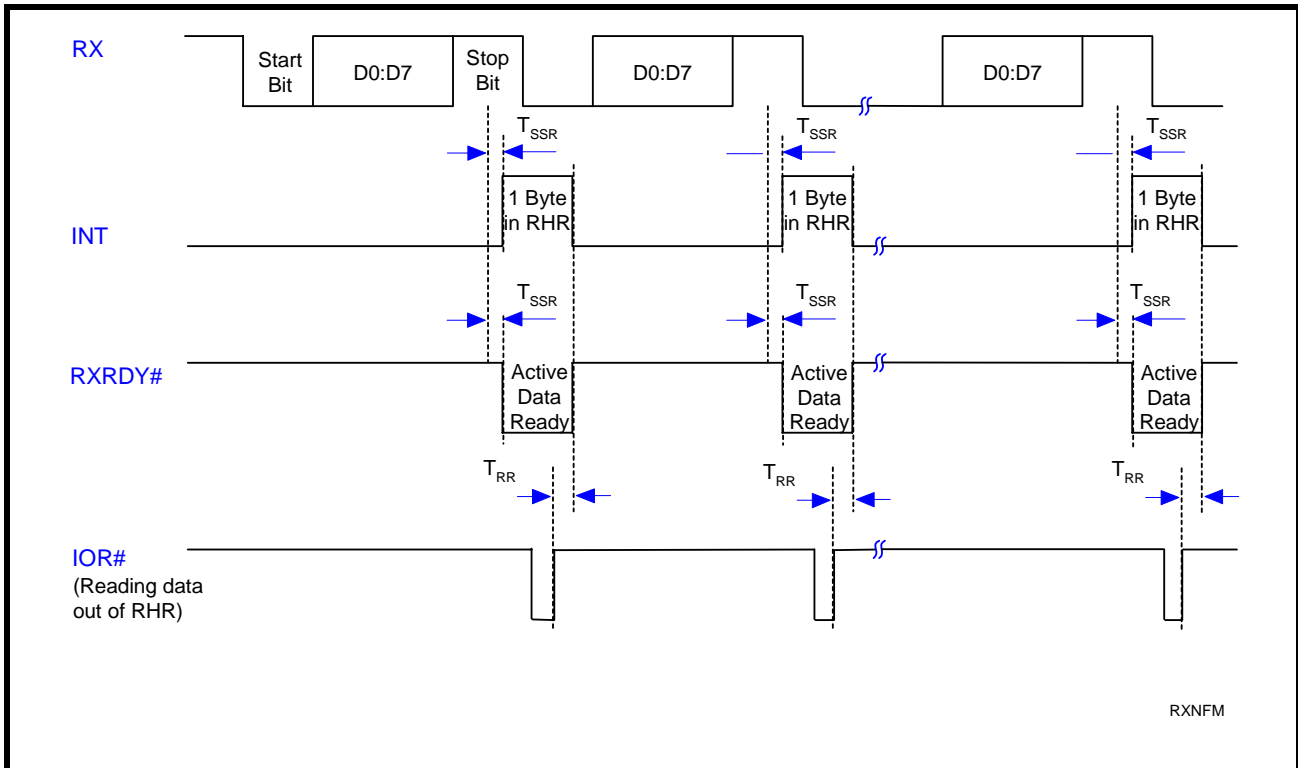 RX
Start
Bit
D0:D7
Stop
Bit
D0:D7
D0:D7
TSSR
TSSR
TSSR
INT
1 Byte
in RHR
1 Byte
in RHR
1 Byte
in RHR
TSSR
TSSR
TSSR
RXRDY#
Active
Data
Ready
Active
Data
Ready
Active
Data
Ready
TRR
TRR
TRR
IOR#
(Reading data
out of RHR)
RXNFM